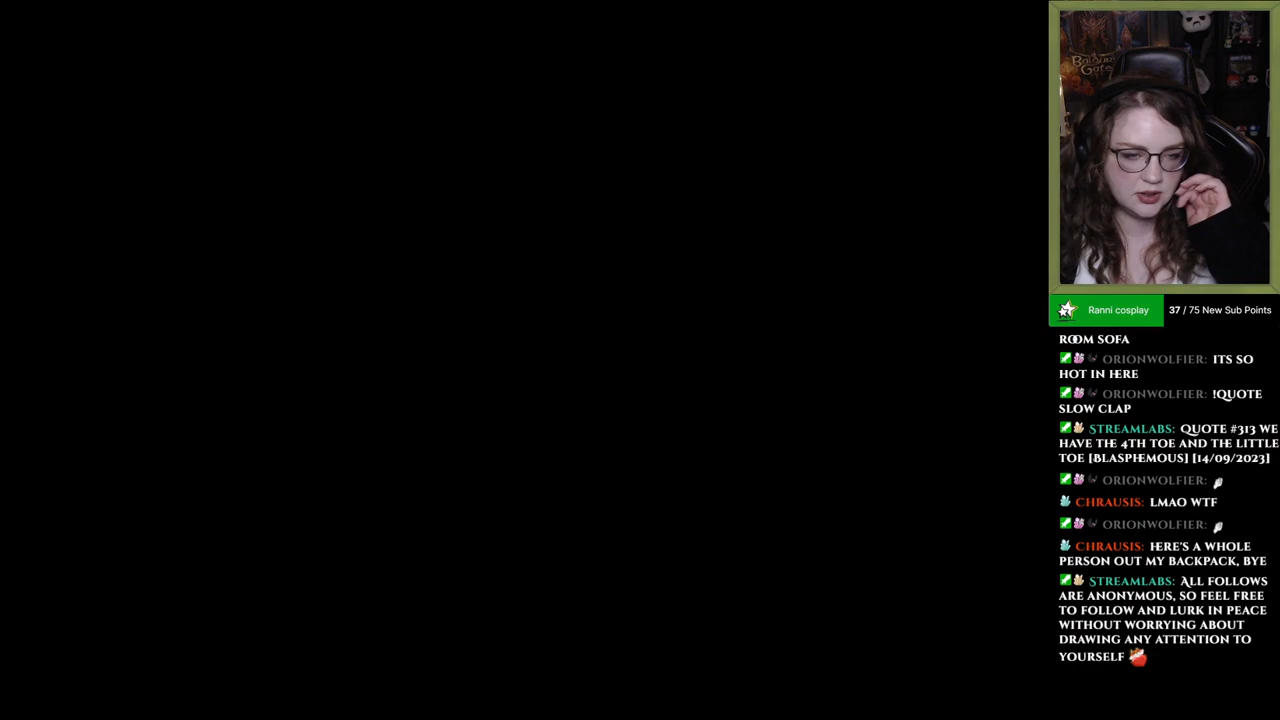 Baldur's
Gate
Ranni cosplay
37 / 75 New Sub Points
ROOM SOFA
ORIONWOLFIER: ITS SO
HOT IN HERE
ORIONWOLFIER: !QUOTE
SLOW CLAP
STREAMLABS: QUOTE #313 WE
HAVE THE 4TH TOE AND THE LITTLE
TOE [BLASPHEMOUS] [14/09/2023]
ORIONWOLFIER:
CHRAUSIS: LMAO WTF
ORIONWOLFIER:
CHRAUSIS: HERE'S A WHOLE
PERSON OUT MY BACKPACK, BYE
STREAMLABS: ALL FOLLOWS
ARE ANONYMOUS, SO FEEL FREE
TO FOLLOW AND LURK IN PEACE
WITHOUT WORRYING ABOUT
DRAWING ANY ATTENTION TO
YOURSELF